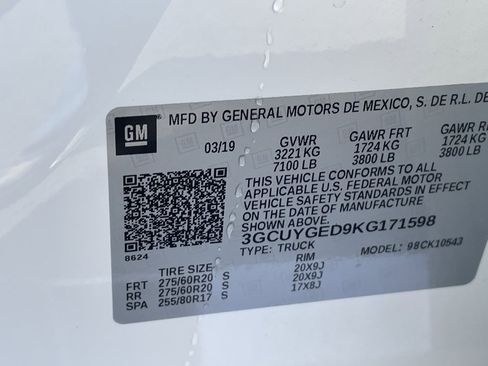 GM
MFD BY GENERAL MOTORS DE MEXICO, S. DE R.L. DE
03/19 GVWR GAWR FRT GAWR
3221 KG 1724 KG 1724 KG
7100 LB 3800 LB 3800 LB
THIS VEHICLE CONFORMS TO ALL
APPLICABLE U.S. FEDERAL MOTOR
VEHICLE SAFETY STANDARDS IN EFFECT
ON THE DATE OF MANUFACTURE
3GCUYGED9KG171598
8624 TYPE: TRUCK MODEL: 98CK10543
TIRE SIZE RIM
FRT 275/60R20 S 20X9J
RR 275/60R20 S 20X9J
SPA 255/80R17 S 17X8J